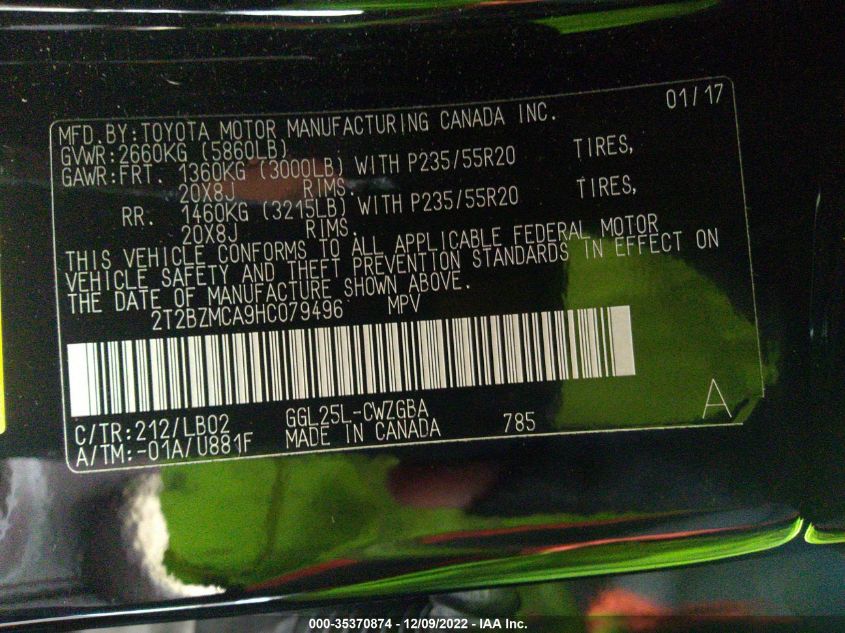 01/17
MFD.BY:TOYOTA MOTOR MANUFACTURING CANADA INC.
GVWR:2660KG (5860LB)
GAWR:FRT. 1360KG (3000LB) WITH P235/55R20 TIRES,
20X8J RIMS.
RR. 1460KG (3215LB) WITH P235/55R20 TIRES,
20X8J RIMS.
THIS VEHICLE CONFORMS TO ALL APPLICABLE FEDERAL MOTOR
VEHICLE SAFETY AND THEFT PREVENTION STANDARDS IN EFFECT ON
THE DATE OF MANUFACTURE SHOWN ABOVE.
2T2BZMCA9HC079496 MPV
C/TR:212/LB02 GGL25L-CWZGBA
A/TM:-01A/U881F MADE IN CANADA 785
A
000-35370874 - 12/09/2022 - IAA Inc.